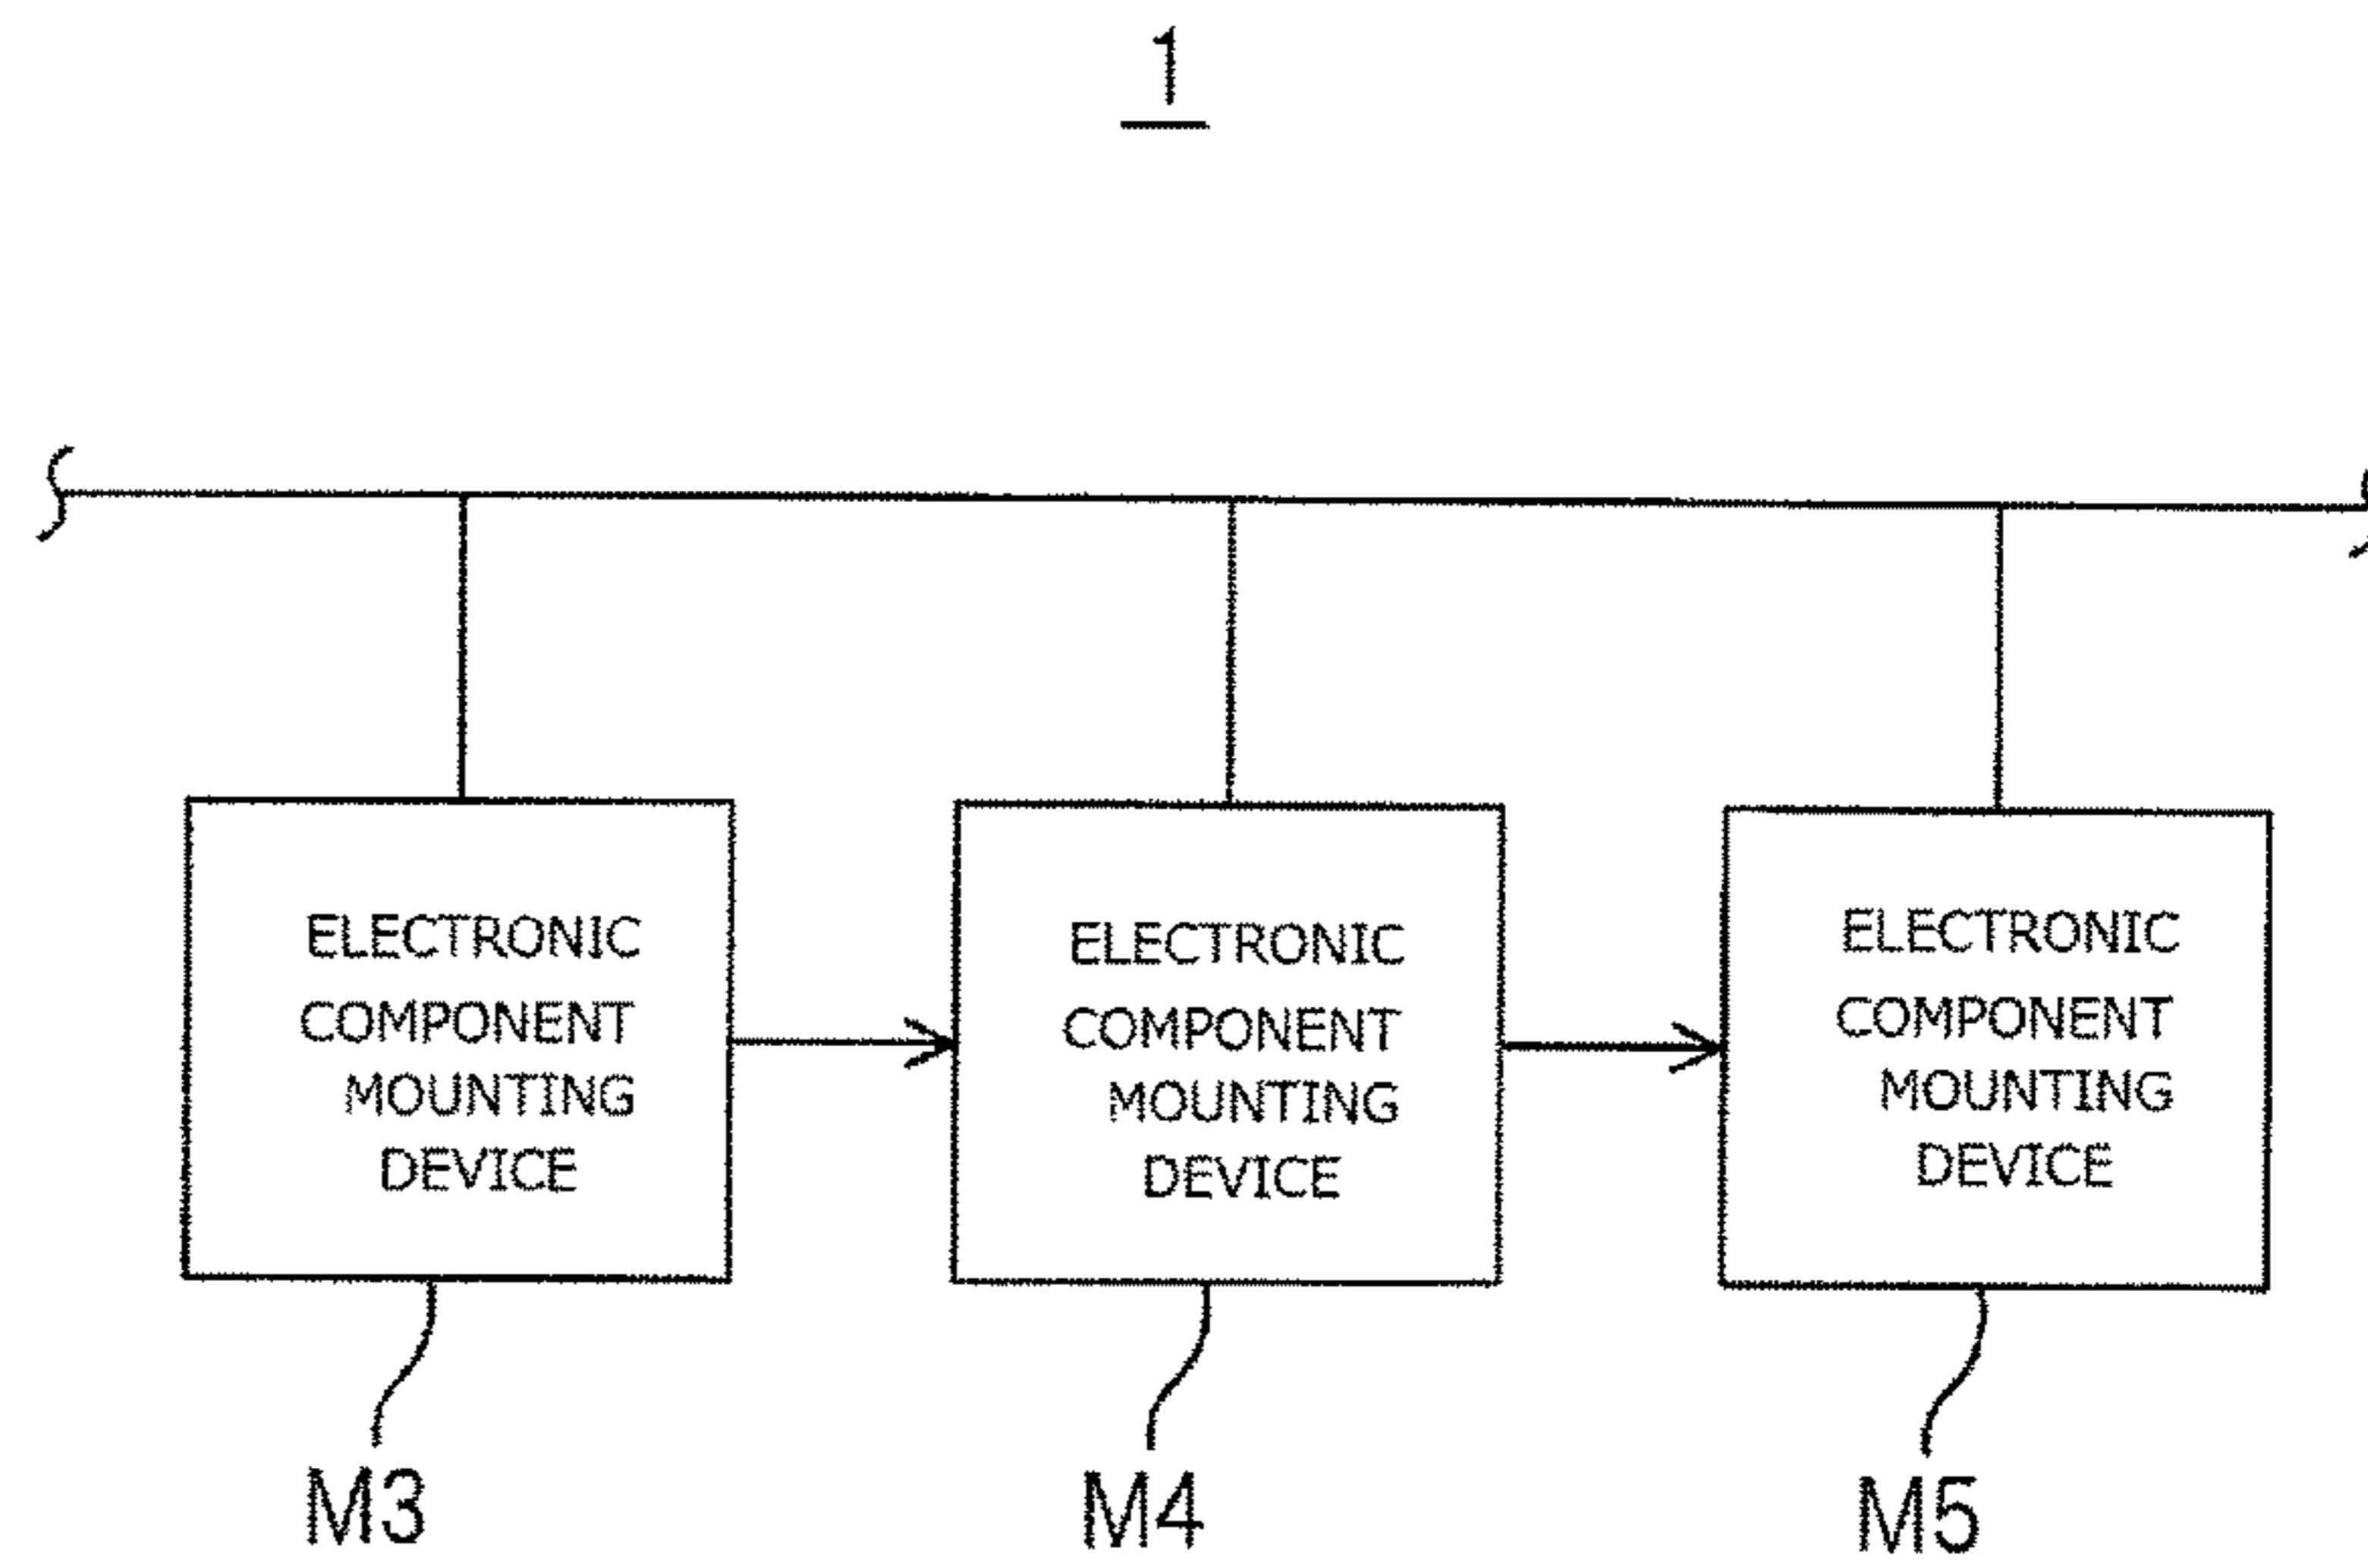 1
ELECTRONIC
COMPONENT
MOUNTING
DEVICE
ELECTRONIC
COMPONENT
MOUNTING
DEVICE
ELECTRONIC
COMPONENT
MOUNTING
DEVICE
M3
M4
M5